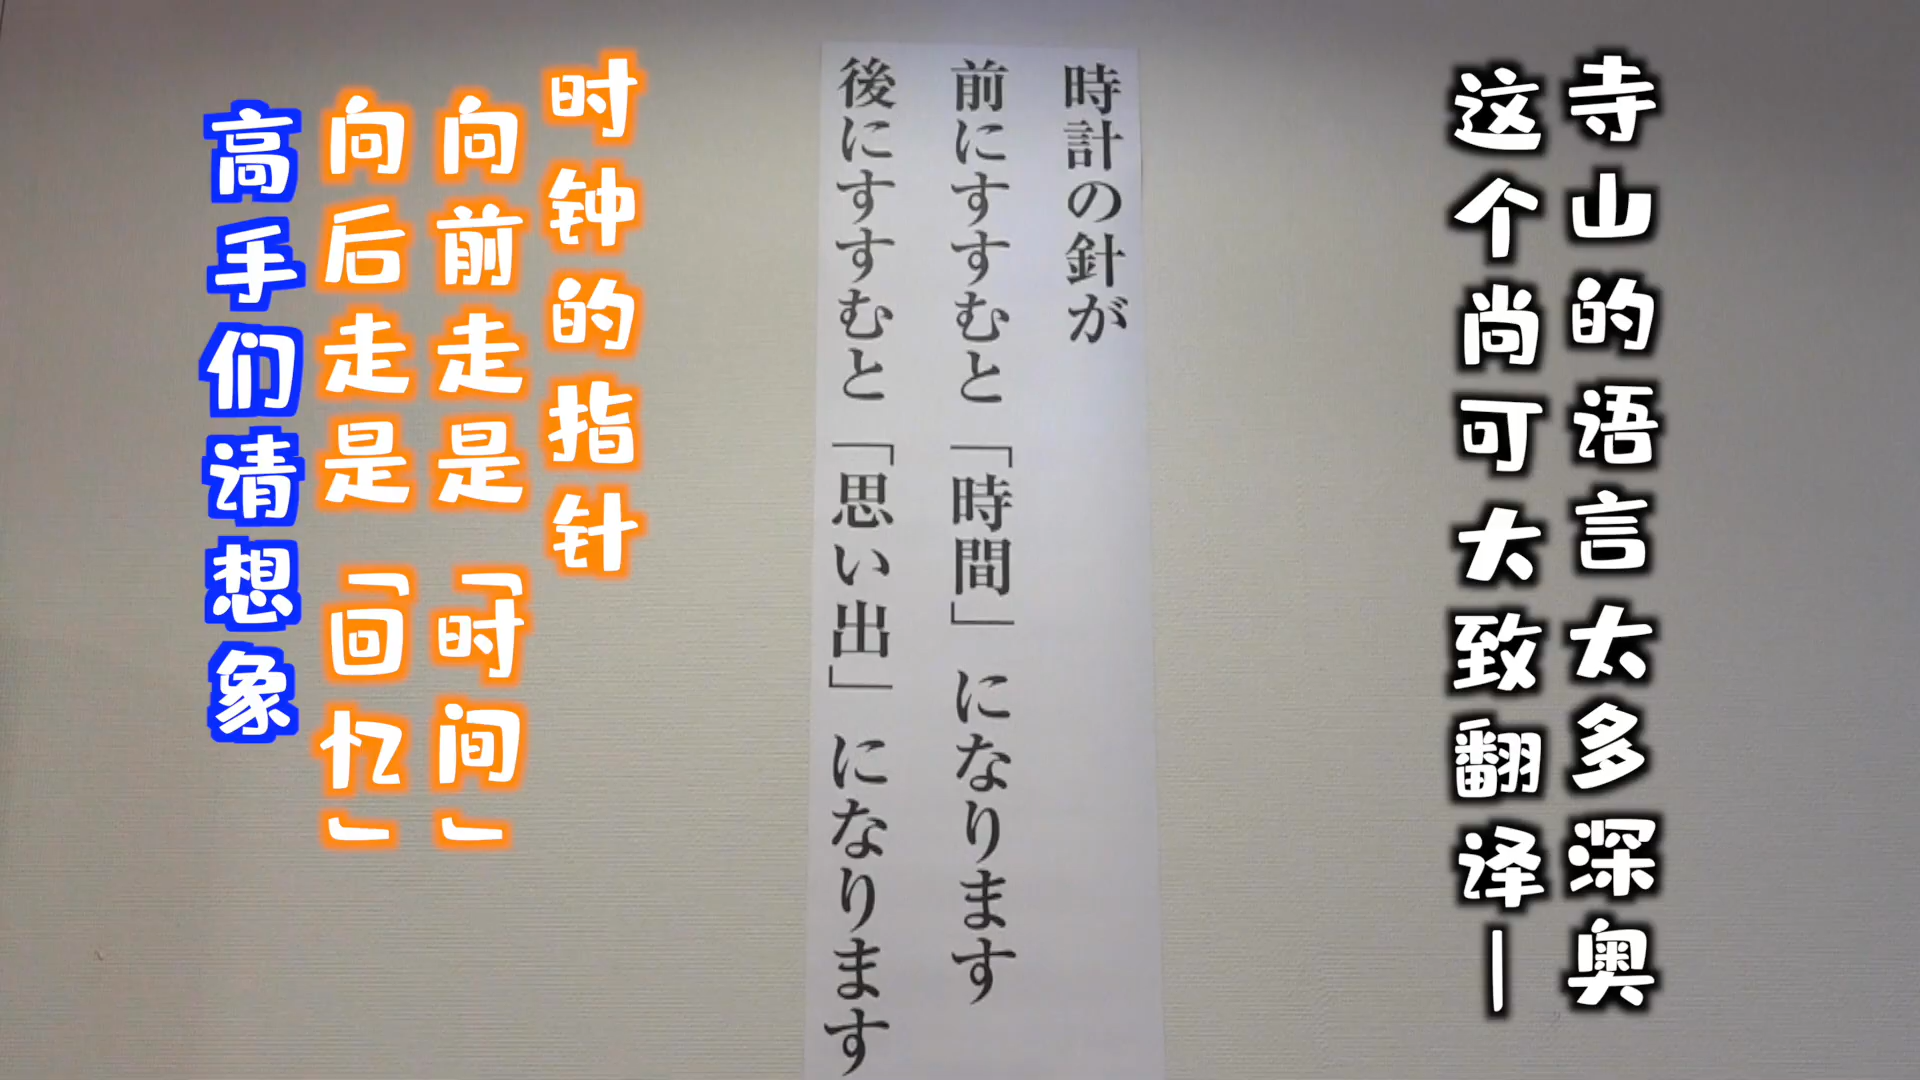 寺山的语言太多深奥
这个尚可大致翻译—
時計の針が
前にすすむと「時間」になります
後にすすむと「思い出」になります
时钟的指针
向前走是「时间」
向后走是「回忆」
高手们请想象